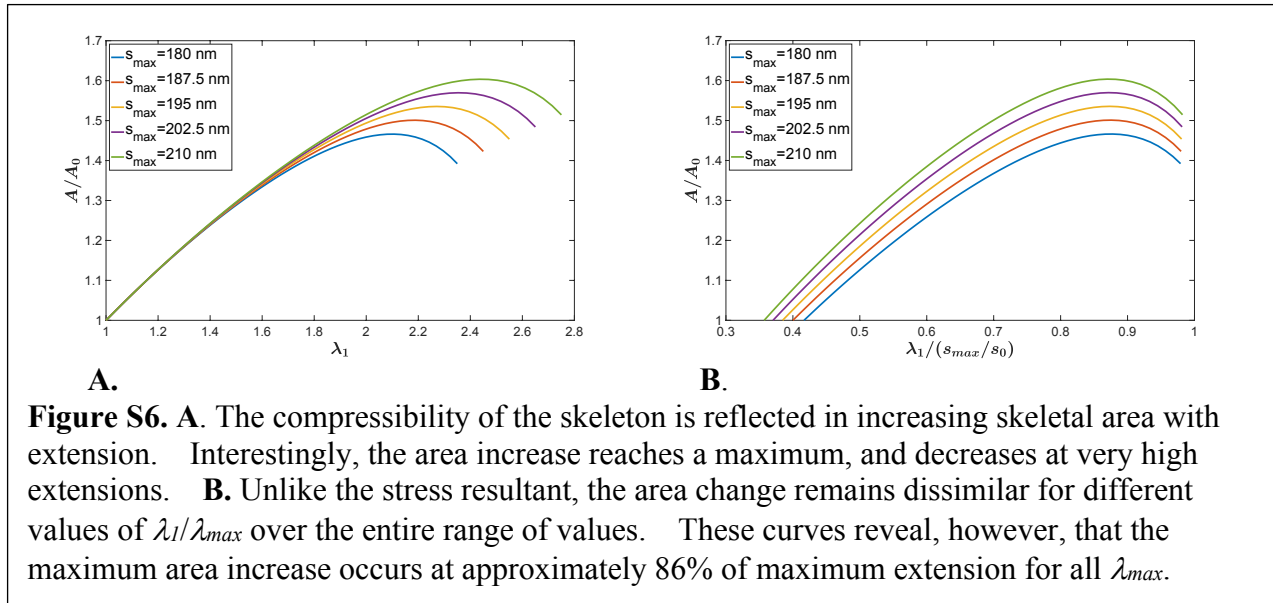 1.7
1.6
1.5
1.4
1.3
1.2
1.1
1
A/A₀
s_max=180 nm
s_max=187.5 nm
s_max=195 nm
s_max=202.5 nm
s_max=210 nm
1 1.2 1.4 1.6 1.8 2 2.2 2.4 2.6 2.8
λ₁
A.
1.7
1.6
1.5
1.4
1.3
1.2
1.1
1
A/A₀
s_max=180 nm
s_max=187.5 nm
s_max=195 nm
s_max=202.5 nm
s_max=210 nm
0.3 0.4 0.5 0.6 0.7 0.8 0.9 1
λ₁/(s_max/s₀)
B.
Figure S6. A. The compressibility of the skeleton is reflected in increasing skeletal area with
extension. Interestingly, the area increase reaches a maximum, and decreases at very high
extensions. B. Unlike the stress resultant, the area change remains dissimilar for different
values of λ₁/λmax over the entire range of values. These curves reveal, however, that the
maximum area increase occurs at approximately 86% of maximum extension for all λmax.